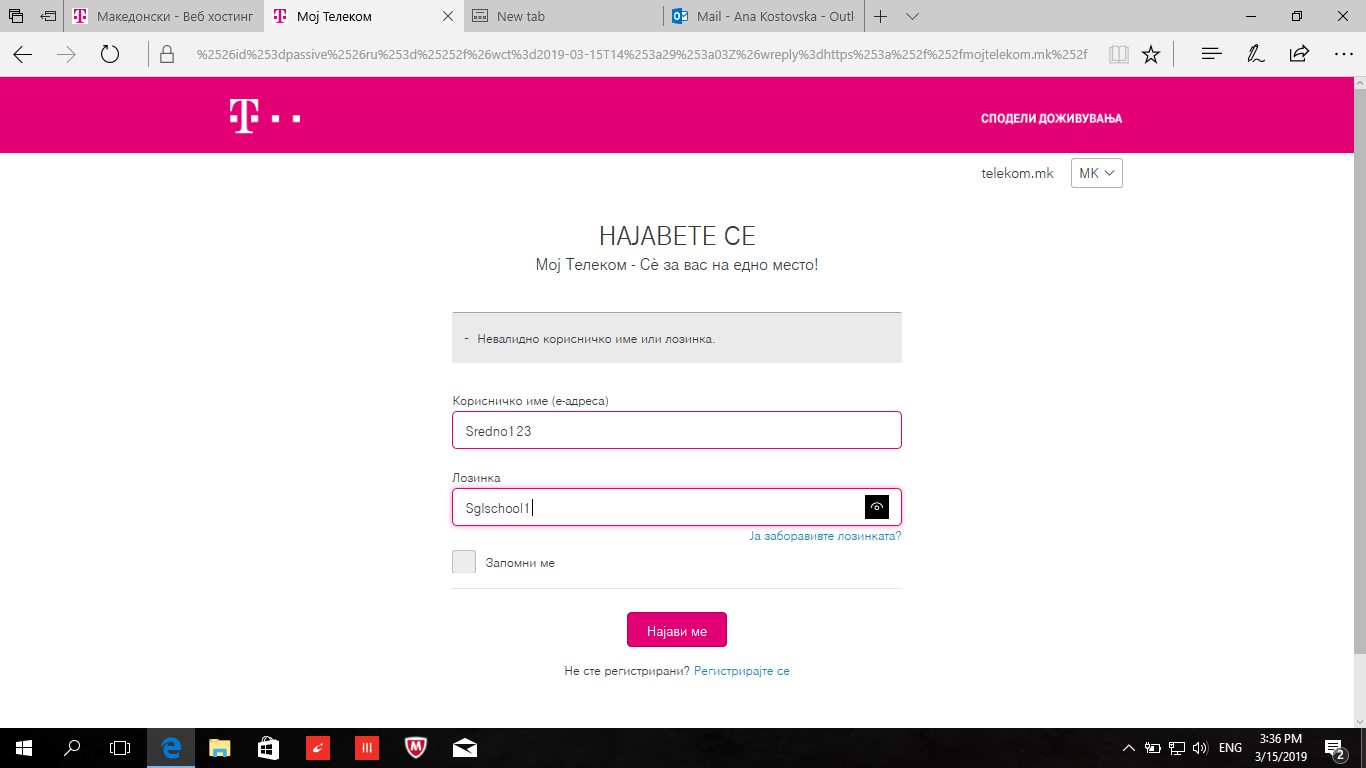 Македонски - Веб хостинг
Мој Телеком
New tab
Mail - Ana Kostovska - Outl
%2526id%253dpassive%2526ru%253d%25252f%26wct%3d2019-03-15T14%253a29%253a03Z%26wreply%3dhttps%253a%252f%252fmojtelekom.mk%252f
T
СПОДЕЛИ ДОЖИВУВАЊА
telekom.mk
MK
НАЈАВЕТЕ СЕ
Мој Телеком - Сѐ за вас на едно место!
- Невалидно корисничко име или лозинка.
Корисничко име (е-адреса)
Sredno123
Лозинка
Sglschool1
Ја заборавивте лозинката?
Запомни ме
Најави ме
Не сте регистрирани? Регистрирајте се
ENG
3:36 PM
3/15/2019
2